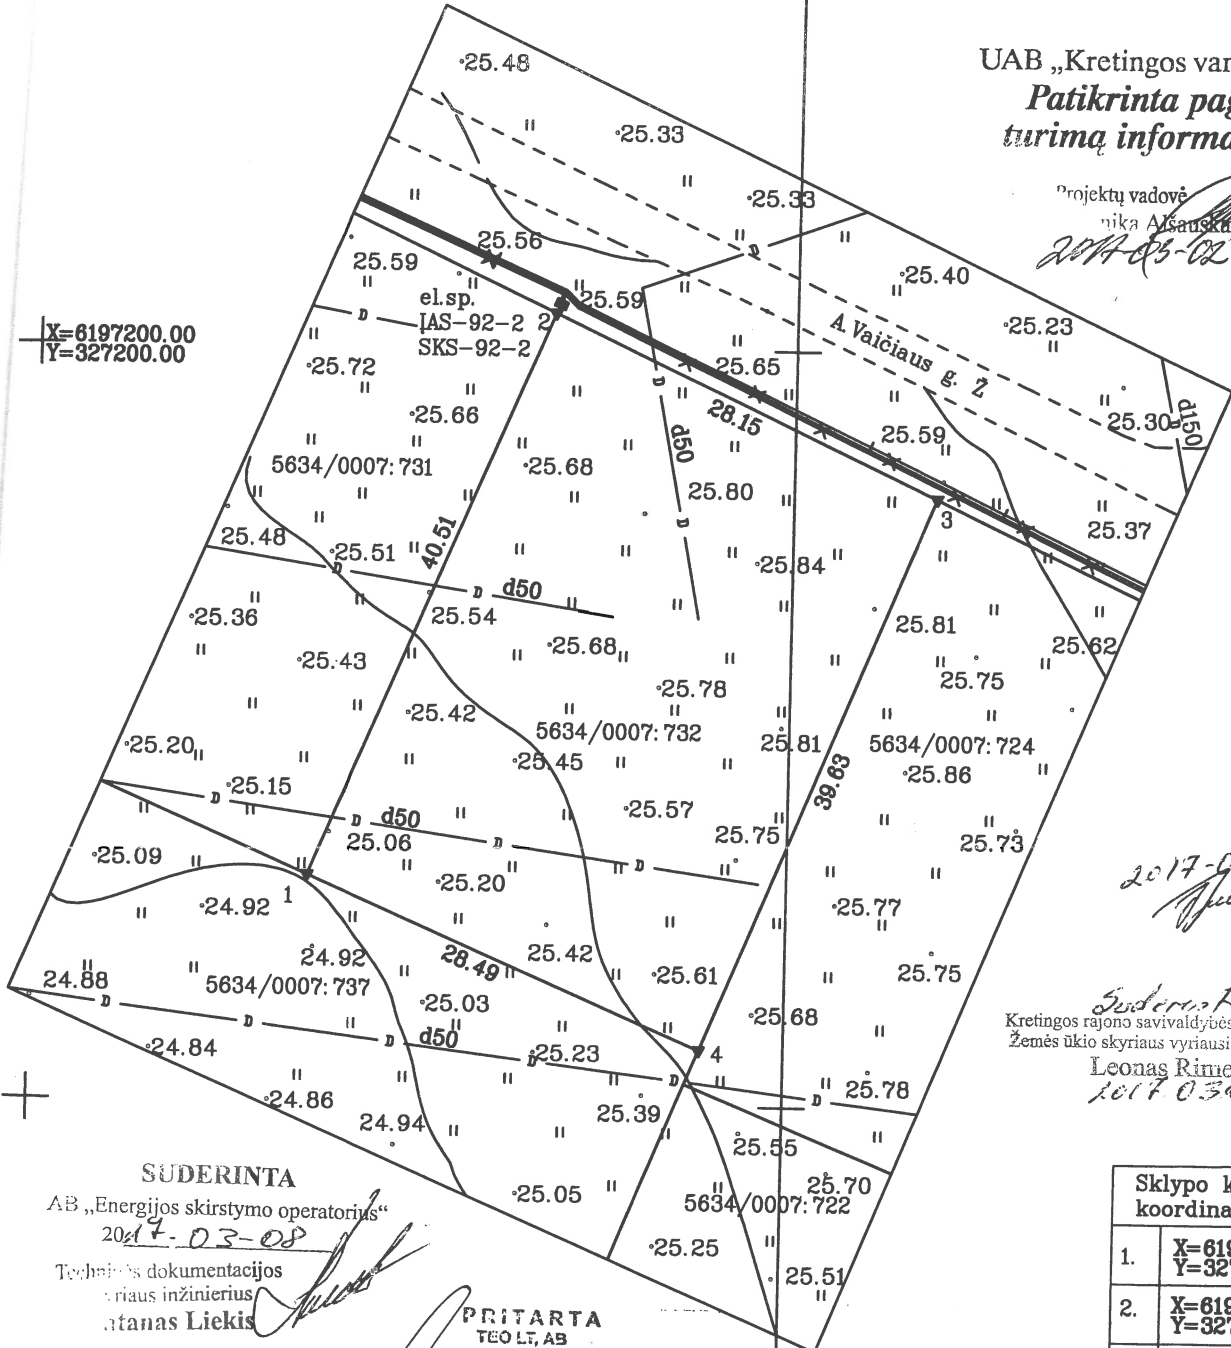 25.48
UAB „Kretingos
Patikrinta
25.33
turimą
25.33
Projektų vadovė
2017-03-02
25.56
25.59
25.40
el.sp.
25.59
ĮAS-92-2
2
25.23
X=6197200.00
Y=327200.00
SKS-92-2
A. Vaičiaus g. Ž
25.72
25.65
25.66
28.15
25.30
d150
25.59
d50
5634/0007:731
25.68
25.80
3
25.37
25.48
25.51
40.51
25.84
d50
25.36
25.54
25.81
25.43
25.68
25.62
25.78
25.75
25.42
5634/0007:732
25.20
25.81
5634/0007:724
25.45
25.86
25.15
39.63
25.57
d50
25.75
25.06
25.73
25.09
25.20
1
24.92
25.77
24.92
28.49
25.42
24.88
5634/0007:737
25.61
25.75
25.03
25.68
Kretingos rajono savivaldybės
d50
24.84
25.23
4
Žemės ūkio skyriaus
Leonas
25.78
24.86
25.39
24.94
25.55
SUDERINTA
25.05
25.70
AB „Energijos skirstymo operatorius“
5634/0007:722
2017-03-08
25.25
Sklypo
1.
dokumentacijos
25.51
inžinierius
Liekis
2.
PRITARTA
TEO LT, AB